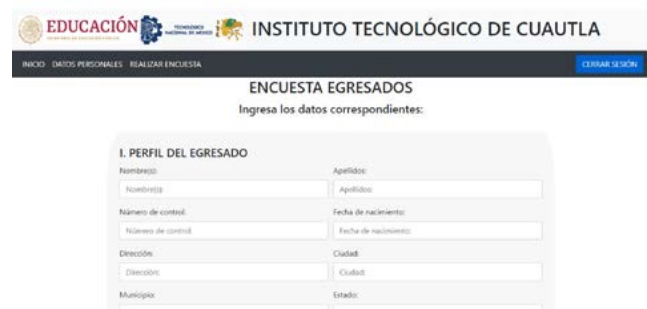 EDUCACIÓN INSTITUTO TECNOLÓGICO DE CUAUTLA
INICIO DATOS PERSONALES REALIZAR ENCUESTA CERRAR SESIÓN
ENCUESTA EGRESADOS
Ingresa los datos correspondientes:
I. PERFIL DEL EGRESADO
Nombre(s): Apellidos:
Nombre(s): Apellidos:
Número de control: Fecha de nacimiento:
Número de control: Fecha de nacimiento:
Dirección: Ciudad:
Dirección: Ciudad:
Municipio: Estado: